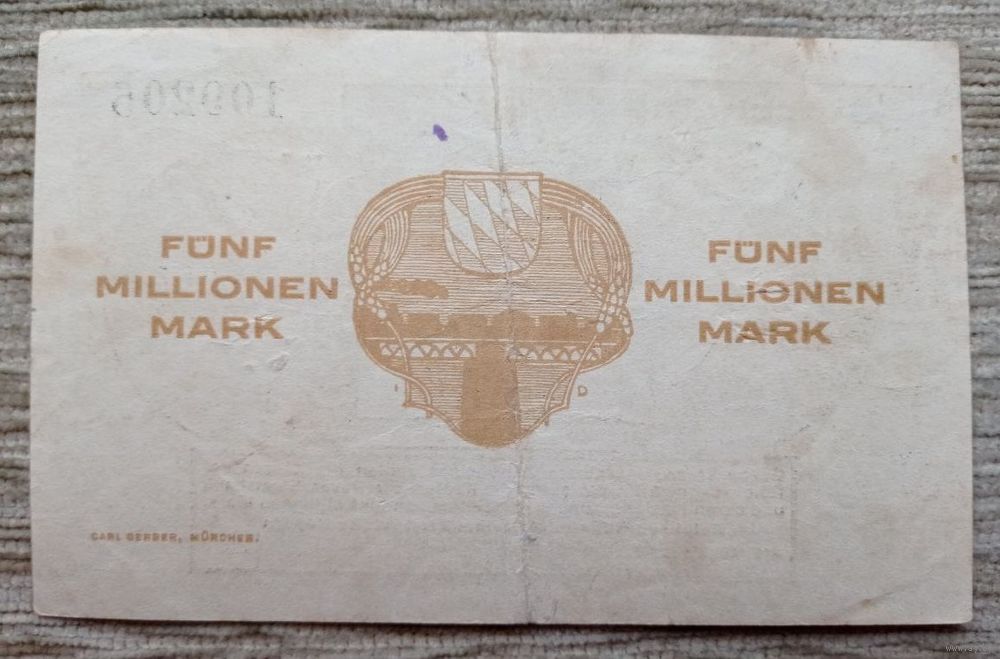 109205
FÜNF
MILLIONEN
MARK
FÜNF
MILLIONEN
MARK
CARL GERBER, MÜNCHEN.